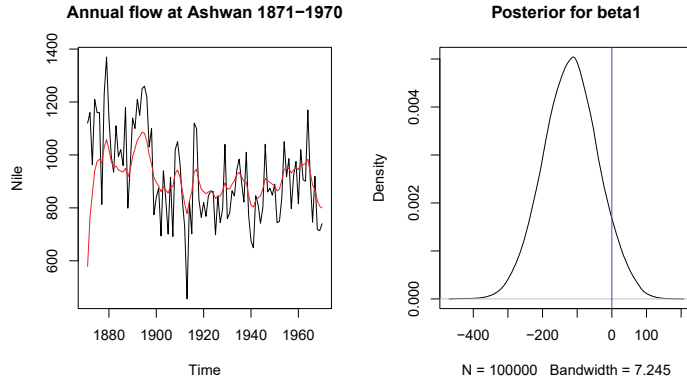 Annual flow at Ashwan 1871−1970
Nile
600 800 1000 1200 1400
1880 1900 1920 1940 1960
Time
Posterior for beta1
Density
0.000 0.002 0.004
−400 −200 0 100
N = 100000 Bandwidth = 7.245